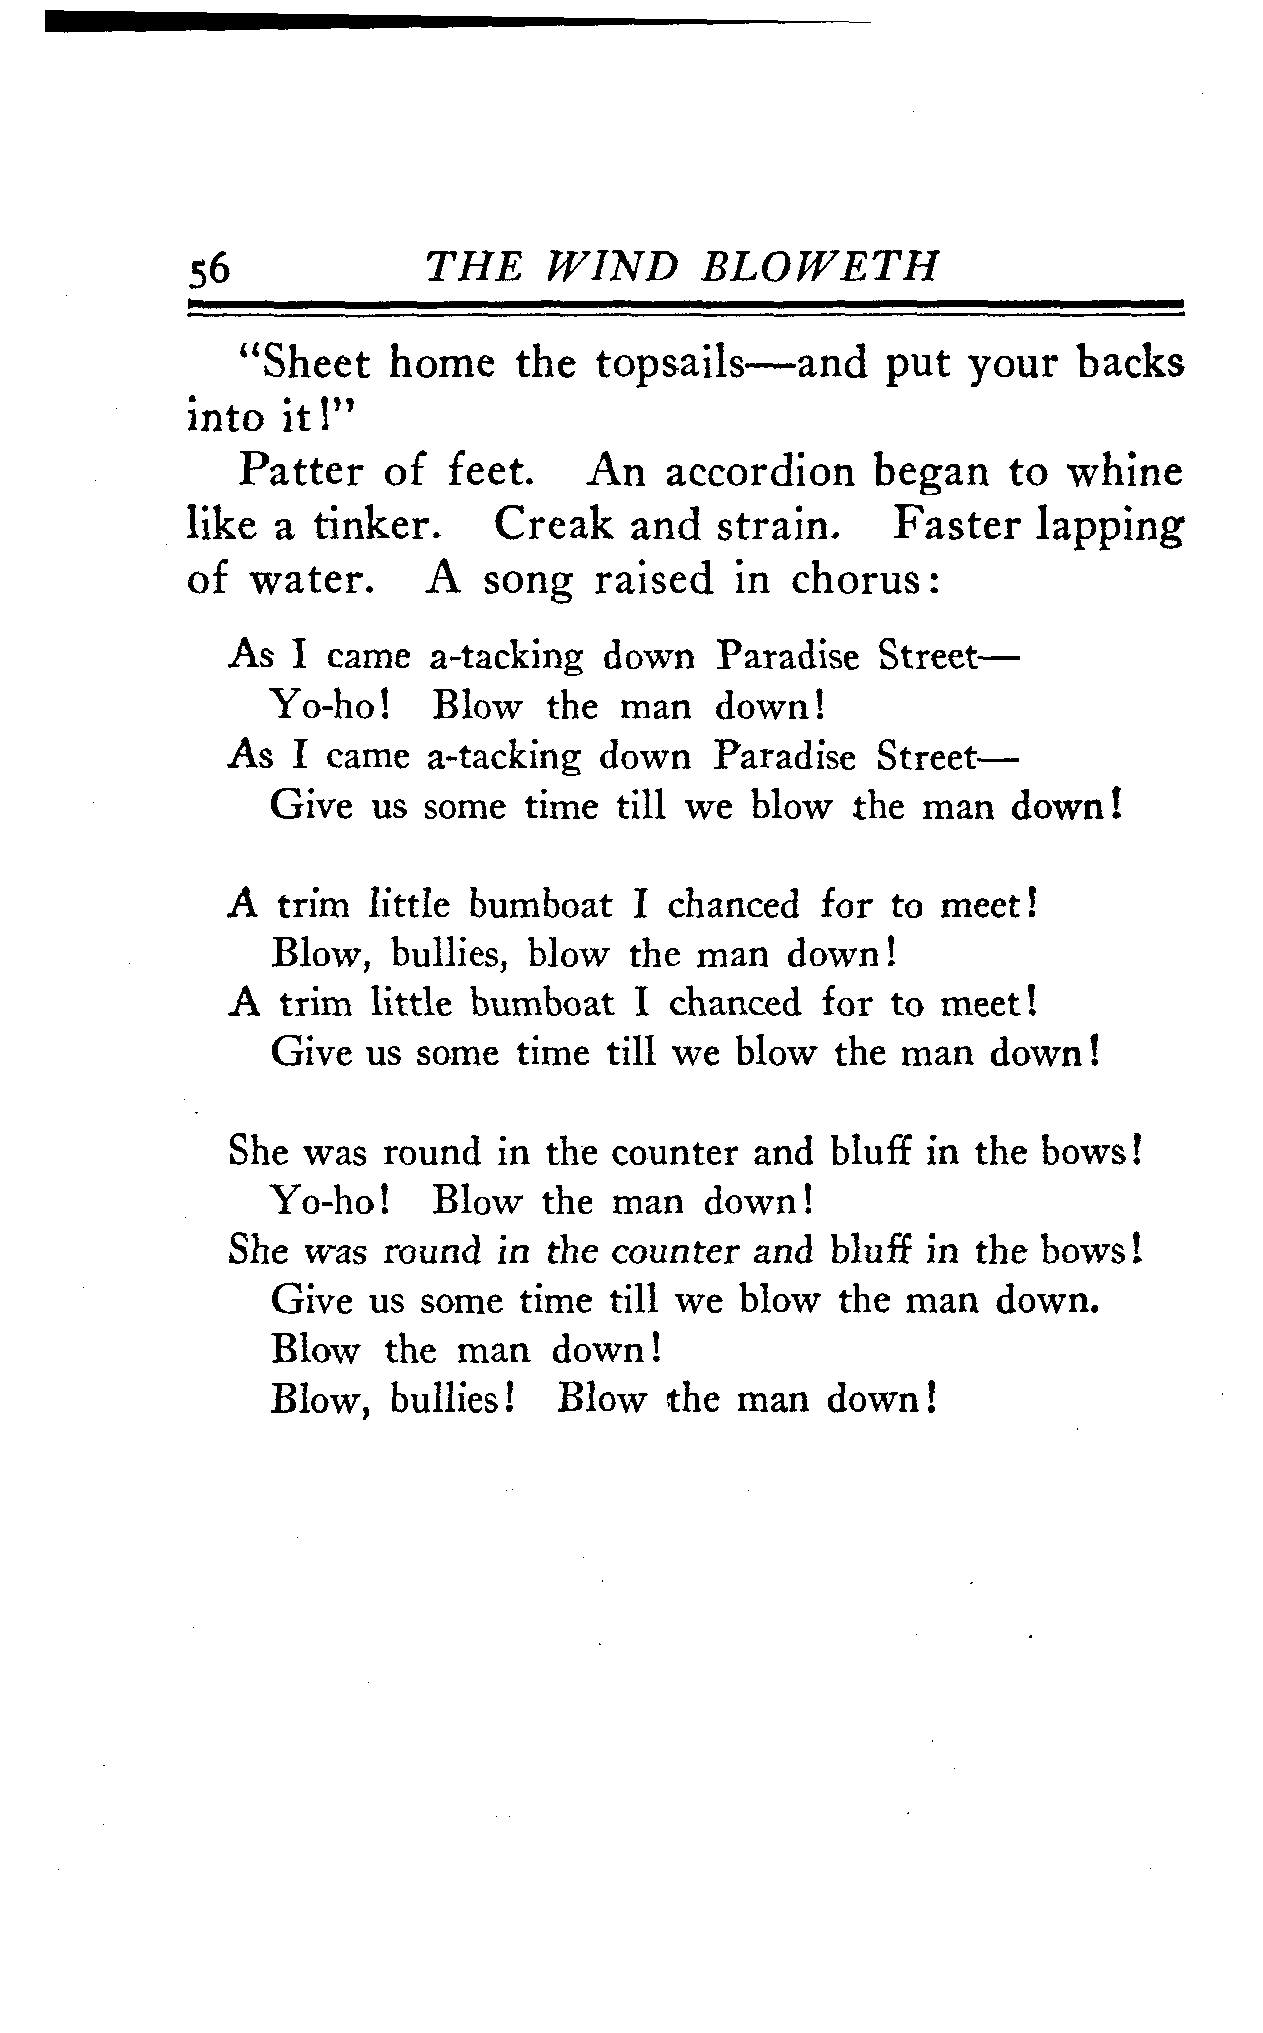 56 THE WIND BLOWETH
"Sheet home the topsails—and put your backs
into it!"
Patter of feet. An accordion began to whine
like a tinker. Creak and strain. Faster lapping
of water. A song raised in chorus:
As I came a-tacking down Paradise Street—
Yo-ho! Blow the man down!
As I came a-tacking down Paradise Street—
Give us some time till we blow the man down!
A trim little bumboat I chanced for to meet!
Blow, bullies, blow the man down!
A trim little bumboat I chanced for to meet!
Give us some time till we blow the man down!
She was round in the counter and bluff in the bows!
Yo-ho! Blow the man down!
She was round in the counter and bluff in the bows!
Give us some time till we blow the man down.
Blow the man down!
Blow, bullies! Blow the man down!